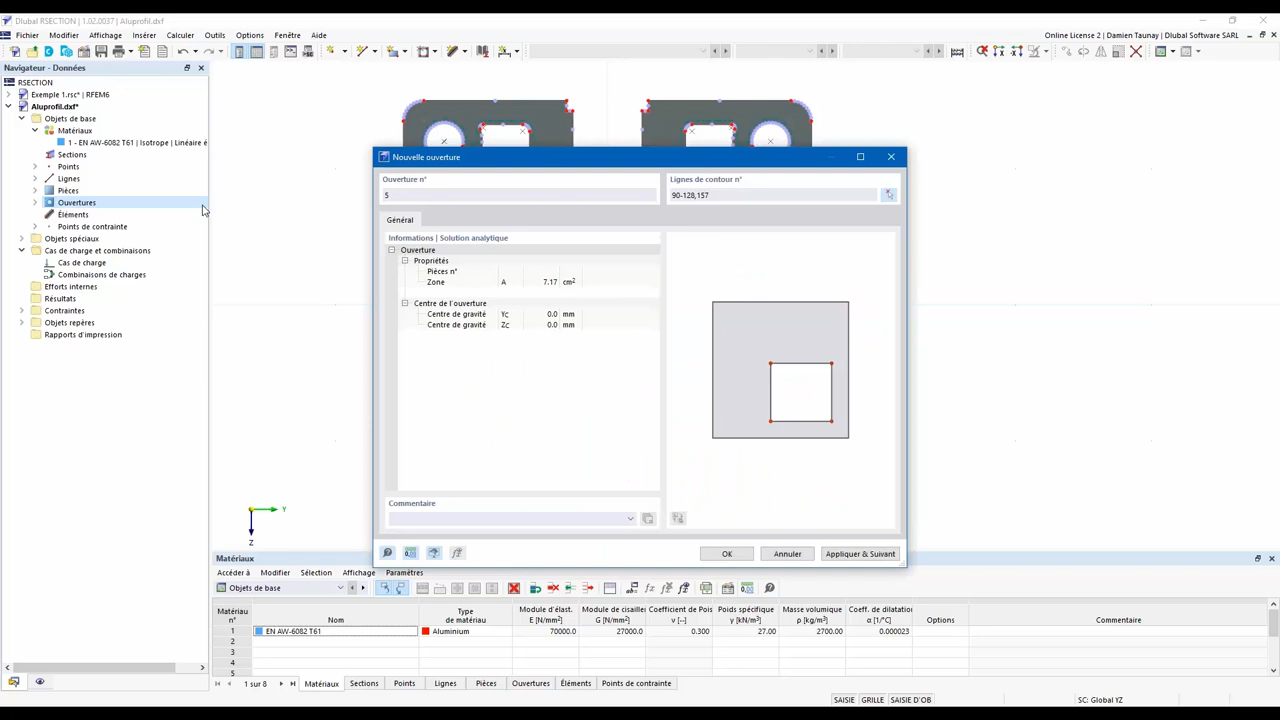 Dlubal RSECTION | 1.02.0037 | Aluprofil.dxf*
Fichier Modifier Affichage Insérer Calculer Outils Options Fenêtre Aide
Online License 2 | Damien Taunay | Dlubal Software SARL
Navigateur - Données
RSECTION
Exemple 1.rsc* | RFEM6
Aluprofil.dxf*
Objets de base
Matériaux
1 - EN AW-6082 T61 | Isotrope | Linéaire é
Sections
Points
Lignes
Pièces
Ouvertures
Éléments
Points de contrainte
Objets spéciaux
Cas de charge et combinaisons
Cas de charge
Combinaisons de charges
Efforts internes
Résultats
Contraintes
Objets repères
Rapports d'impression
Nouvelle ouverture
Ouverture n°
5
Lignes de contour n°
90-128,157
Général
Informations | Solution analytique
Ouverture
Propriétés
Pièces n°
Zone A 7.17 cm2
Centre de l'ouverture
Centre de gravité YC 0.0 mm
Centre de gravité ZC 0.0 mm
Commentaire
OK Annuler Appliquer & Suivant
Y
Z
Matériaux
Accéder à Modifier Sélection Affichage Paramètres
Objets de base
Matériau n° Nom Type de matériau Module d'élast. E [N/mm2] Module de cisaillen G [N/mm2] Coefficient de Pois ν [--] Poids spécifique γ [kN/m3] Masse volumique ρ [kg/m3] Coeff. de dilatatio α [1/°C] Options Commentaire
1 EN AW-6082 T61 Aluminium 70000.0 27000.0 0.300 27.00 2700.00 0.000023
2
3
4
5
1 sur 8 Matériaux Sections Points Lignes Pièces Ouvertures Éléments Points de contrainte
SAISIE GRILLE SAISIE D'OB SC: Global YZ